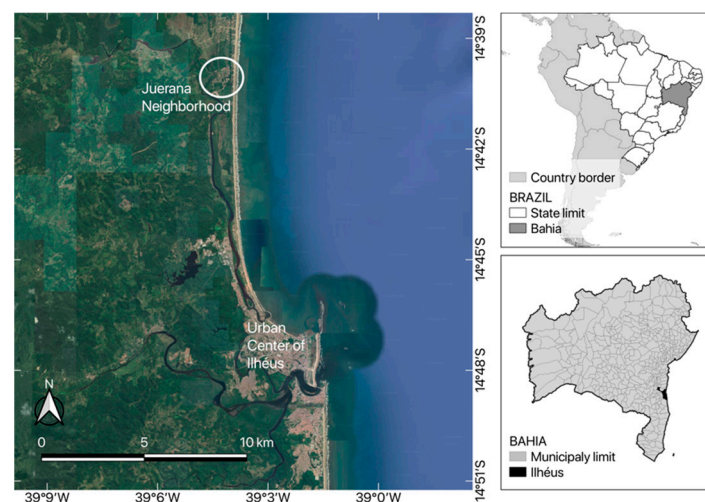 Juerana
Neighborhood
Urban
Center of
Ilhéus
N
0 5 10 km
39°9'W 39°6'W 39°3'W 39°0'W
14°39'S
14°42'S
14°45'S
14°48'S
14°51'S
Country border
BRAZIL
State limit
Bahia
BAHIA
Municipaly limit
Ilhéus